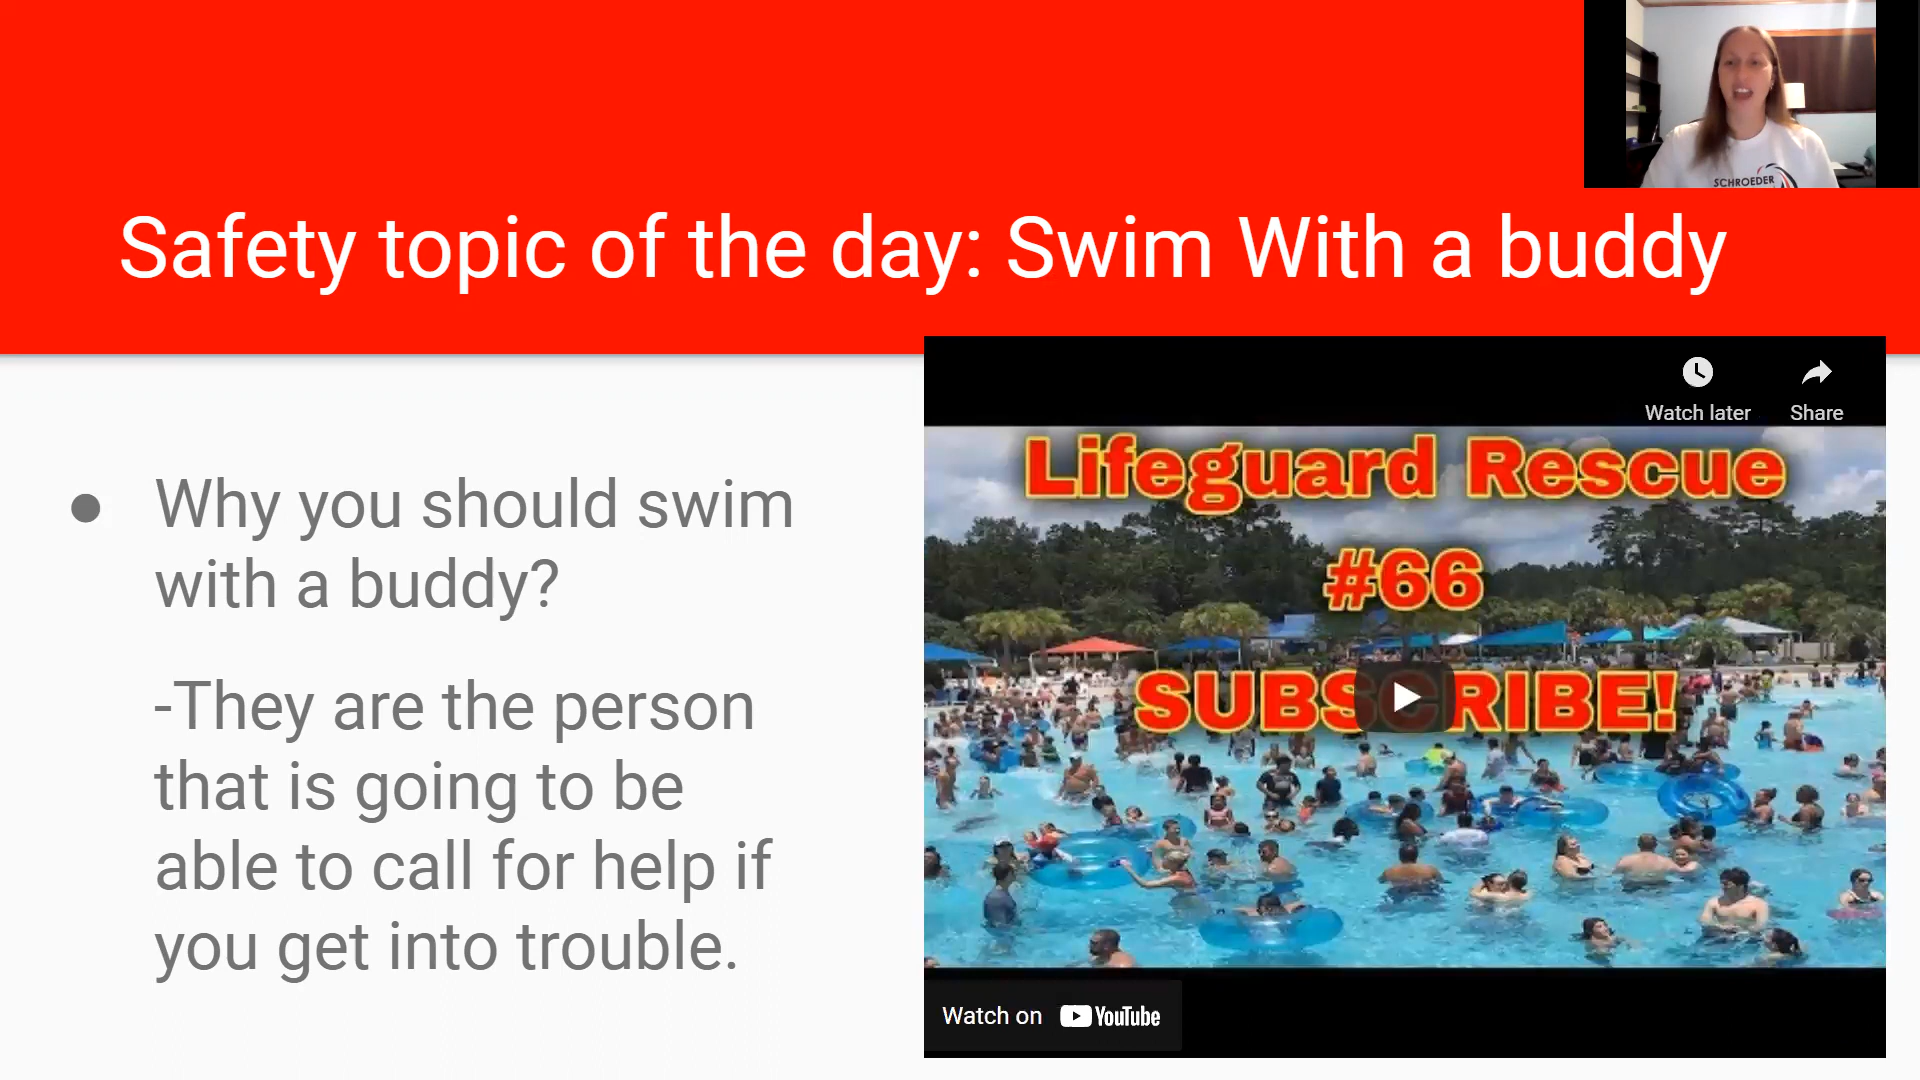 SCHROEDER
Safety topic of the day: Swim With a buddy
Watch later
Share
Lifeguard Rescue
#66
SUBSCRIBE!
● Why you should swim
with a buddy?
-They are the person
that is going to be
able to call for help if
you get into trouble.
Watch on YouTube